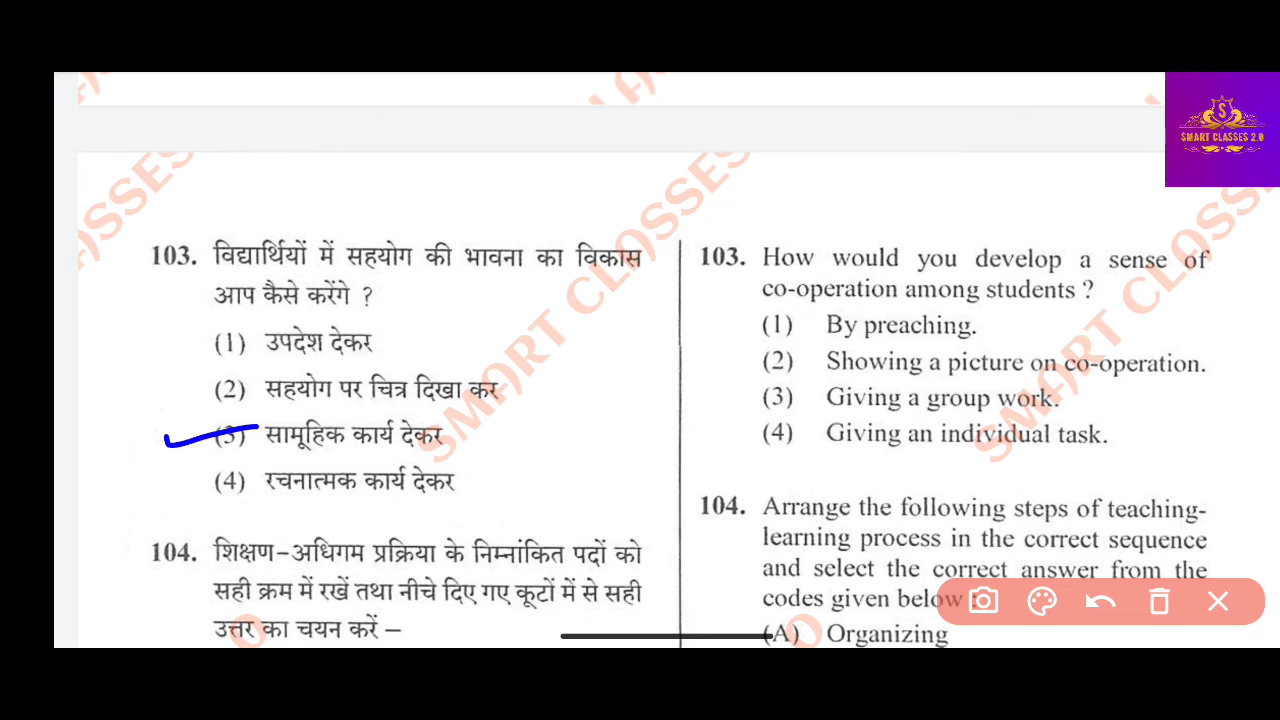 SMART CLASSES 2.0
103. विद्यार्थियों में सहयोग की भावना का विकास
आप कैसे करेंगे ?
(1) उपदेश देकर
(2) सहयोग पर चित्र दिखा कर
(3) सामूहिक कार्य देकर
(4) रचनात्मक कार्य देकर
104. शिक्षण-अधिगम प्रक्रिया के निम्नांकित पदों को
सही क्रम में रखें तथा नीचे दिए गए कूटों में से सही
उत्तर का चयन करें –
103. How would you develop a sense of
co-operation among students ?
(1) By preaching.
(2) Showing a picture on co-operation.
(3) Giving a group work.
(4) Giving an individual task.
104. Arrange the following steps of teaching-
learning process in the correct sequence
and select the correct answer from the
codes given below
(A) Organizing
SMART CLASSES
SMART CLASSES